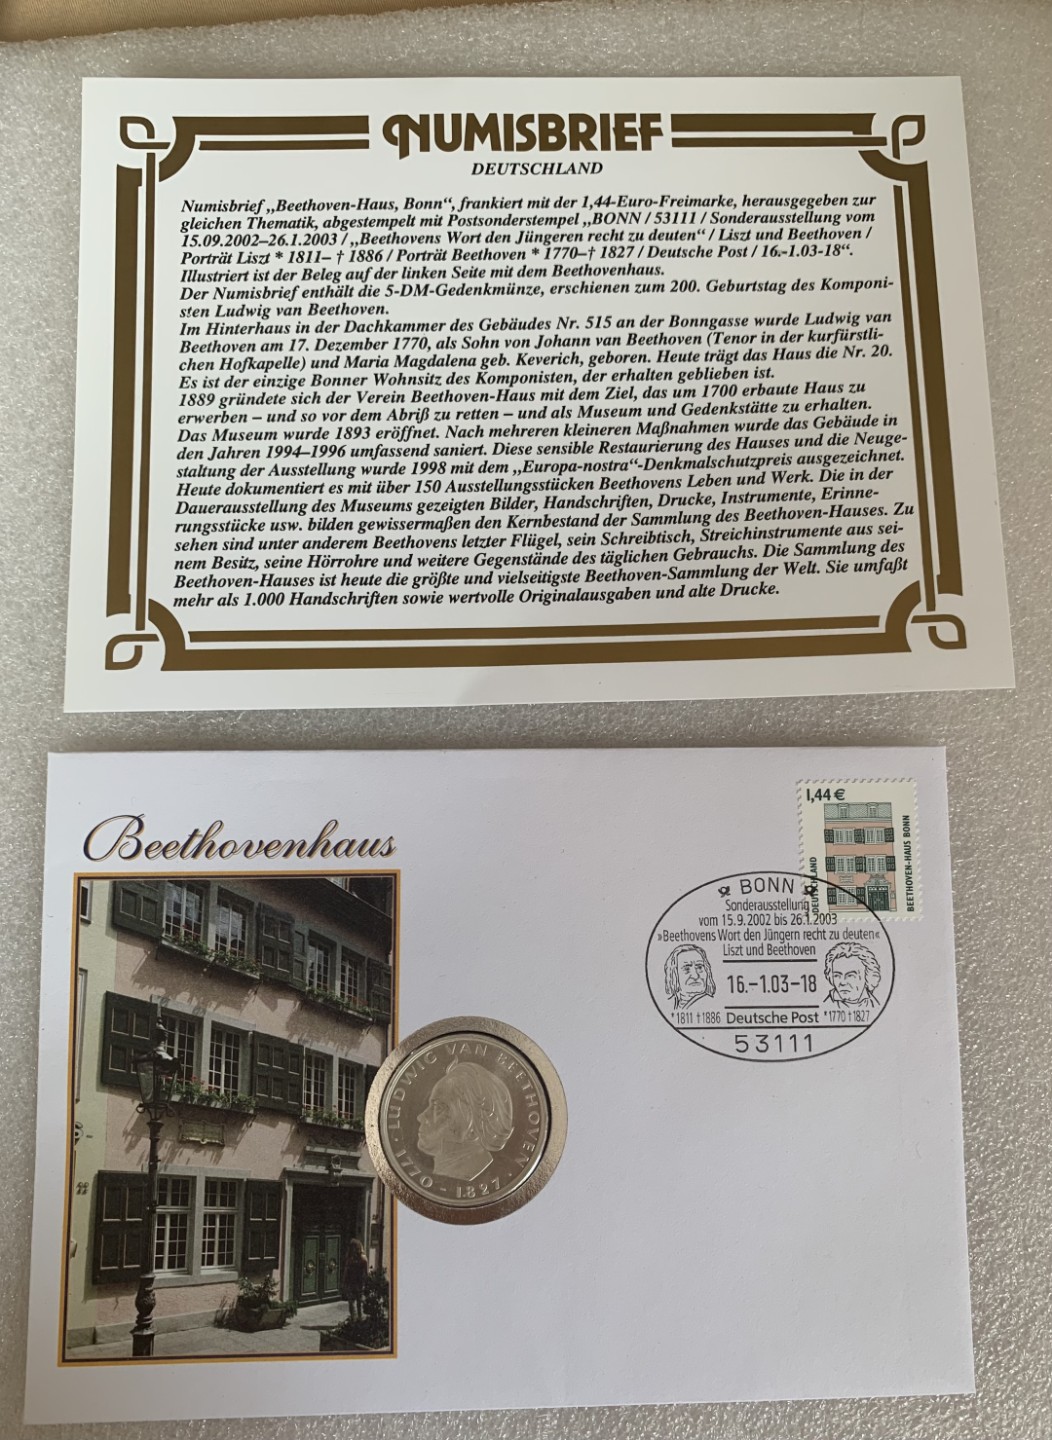 NUMISBRIEF
DEUTSCHLAND
Numisbrief „Beethoven-Haus, Bonn“, frankiert mit der 1,44-Euro-Freimarke, herausgegeben zur
gleichen Thematik, abgestempelt mit Postsonderstempel „BONN / 53111 / Sonderausstellung vom
15.09.2002–26.1.2003 / „Beethovens Wort den Jüngeren recht zu deuten“ / Liszt und Beethoven /
Porträt Liszt * 1811– † 1886 / Porträt Beethoven * 1770–† 1827 / Deutsche Post / 16.-1.03-18“.
Illustriert ist der Beleg auf der linken Seite mit dem Beethovenhaus.
Der Numisbrief enthält die 5-DM-Gedenkmünze, erschienen zum 200. Geburtstag des Komponi-
sten Ludwig van Beethoven.
Im Hinterhaus in der Dachkammer des Gebäudes Nr. 515 an der Bonngasse wurde Ludwig van
Beethoven am 17. Dezember 1770, als Sohn von Johann van Beethoven (Tenor in der kurfürstli-
chen Hofkapelle) und Maria Magdalena geb. Keverich, geboren. Heute trägt das Haus die Nr. 20.
Es ist der einzige Bonner Wohnsitz des Komponisten, der erhalten geblieben ist.
1889 gründete sich der Verein Beethoven-Haus mit dem Ziel, das um 1700 erbaute Haus zu
erwerben – und so vor dem Abriß zu retten – und als Museum und Gedenkstätte zu erhalten.
Das Museum wurde 1893 eröffnet. Nach mehreren kleineren Maßnahmen wurde das Gebäude in
den Jahren 1994–1996 umfassend saniert. Diese sensible Restaurierung des Hauses und die Neuge-
staltung der Ausstellung wurde 1998 mit dem „Europa-nostra“-Denkmalschutzpreis ausgezeichnet.
Heute dokumentiert es mit über 150 Ausstellungsstücken Beethovens Leben und Werk. Die in der
Dauerausstellung des Museums gezeigten Bilder, Handschriften, Drucke, Instrumente, Erinne-
rungsstücke usw. bilden gewissermaßen den Kernbestand der Sammlung des Beethoven-Hauses. Zu
sehen sind unter anderem Beethovens letzter Flügel, sein Schreibtisch, Streichinstrumente aus sei-
nem Besitz, seine Hörrohre und weitere Gegenstände des täglichen Gebrauchs. Die Sammlung des
Beethoven-Hauses ist heute die größte und vielseitigste Beethoven-Sammlung der Welt. Sie umfaßt
mehr als 1.000 Handschriften sowie wertvolle Originalausgaben und alte Drucke.
Beethovenhaus
1,44 €
DEUTSCHLAND
BEETHOVEN-HAUS BONN
BONN
Sonderausstellung
vom 15.9.2002 bis 26.1.2003
»Beethovens Wort den Jüngern recht zu deuten«
Liszt und Beethoven
16.–1.03–18
*1811 †1886 Deutsche Post *1770 †1827
53111
LUDWIG VAN BEETHOVEN
1770 – 1827